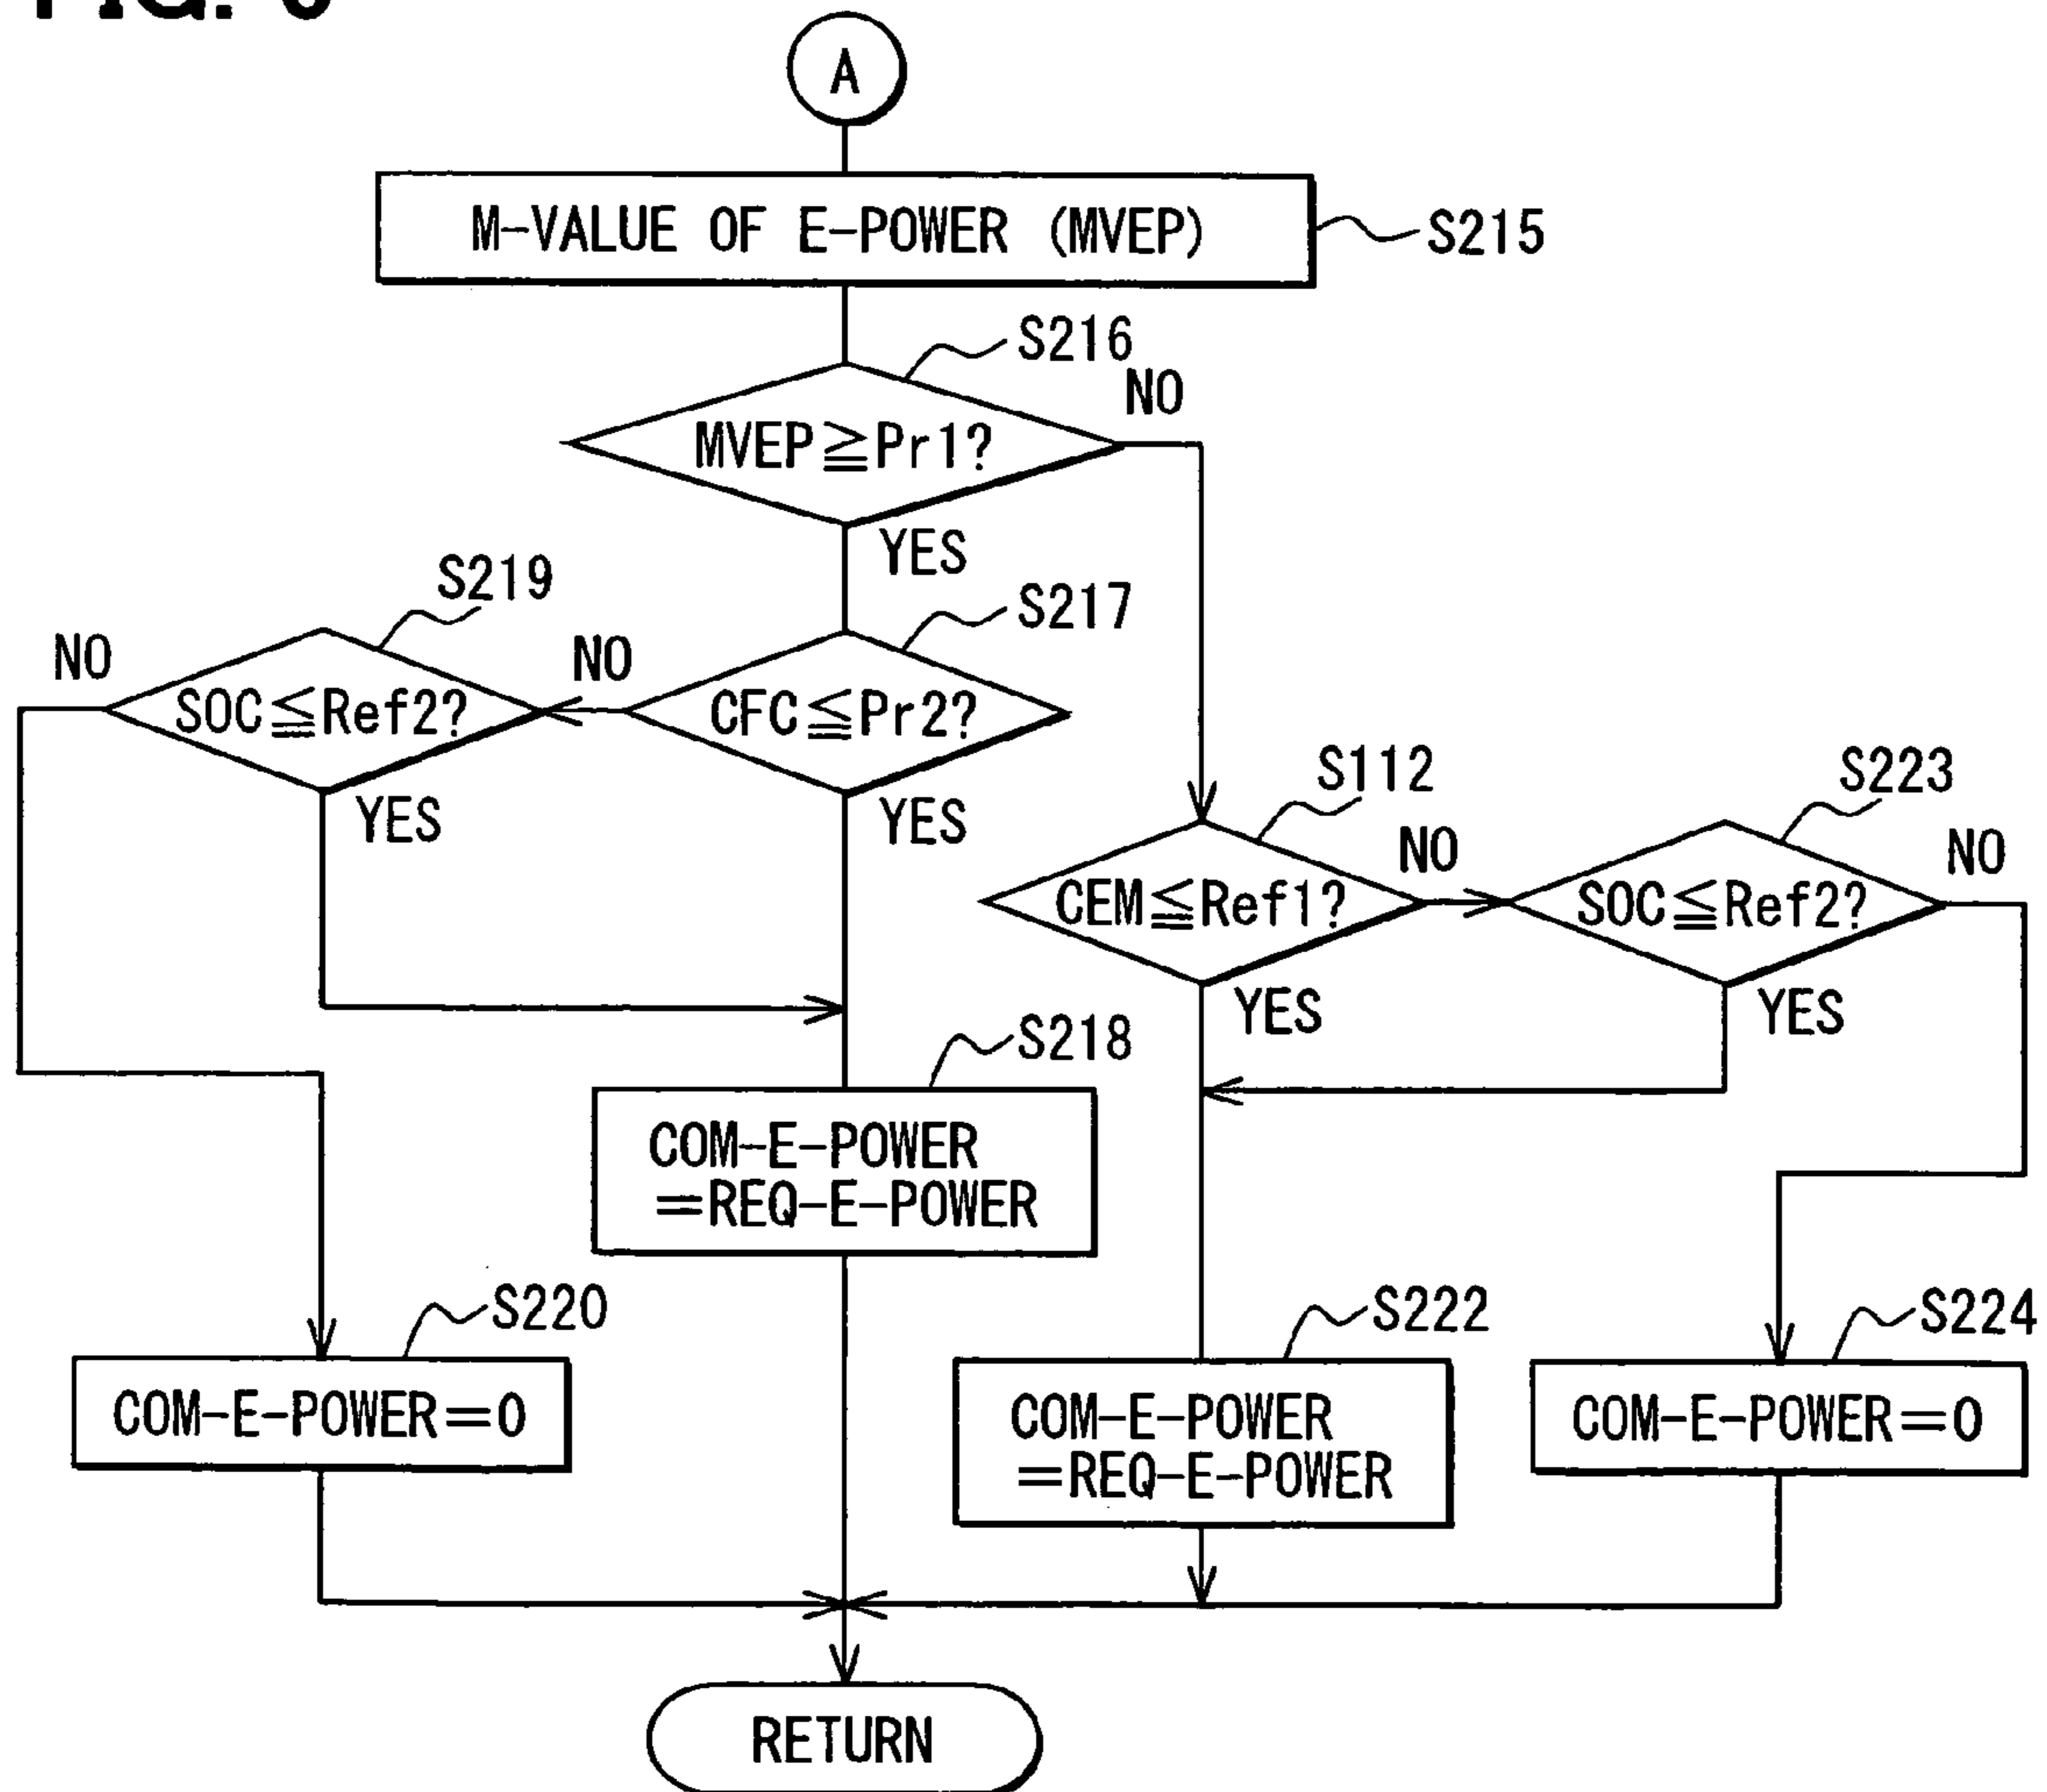 A
M-VALUE OF E-POWER (MVEP)
S215
S216
NO
MVEP≧Pr1?
YES
S219
S217
NO
NO
SOC≦Ref2?
CFC≦Pr2?
YES
YES
S112
S223
NO
NO
CEM≦Ref1?
SOC≦Ref2?
YES
YES
S218
COM-E-POWER
=REQ-E-POWER
S220
S222
S224
COM-E-POWER=0
COM-E-POWER
=REQ-E-POWER
COM-E-POWER=0
RETURN